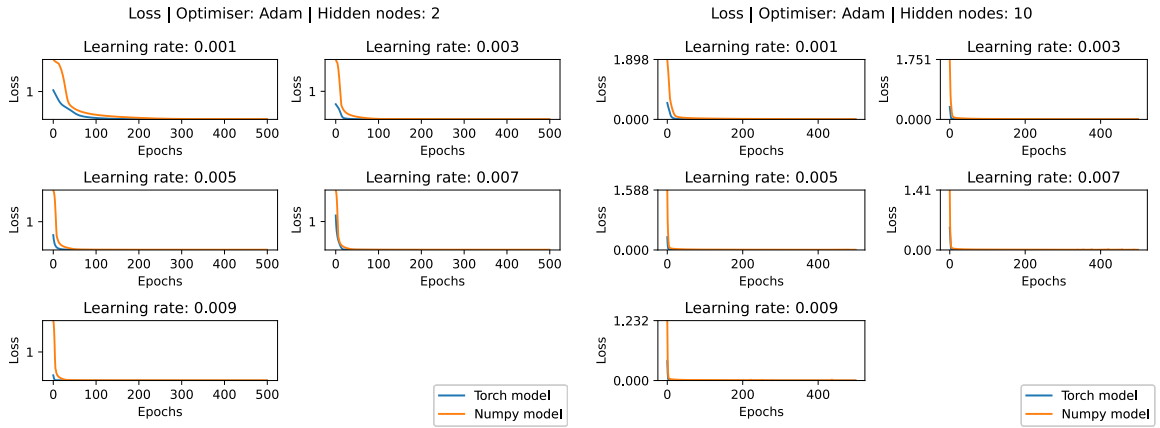 Loss | Optimiser: Adam | Hidden nodes: 2
Learning rate: 0.001
Loss
1
0 100 200 300 400 500
Epochs
Learning rate: 0.003
Loss
1
0 100 200 300 400 500
Epochs
Learning rate: 0.005
Loss
1
0 100 200 300 400 500
Epochs
Learning rate: 0.007
Loss
1
0 100 200 300 400 500
Epochs
Learning rate: 0.009
Loss
1
0 100 200 300 400 500
Epochs
Torch model
Numpy model
Loss | Optimiser: Adam | Hidden nodes: 10
Learning rate: 0.001
Loss
1.898
0.000
0 200 400
Epochs
Learning rate: 0.003
Loss
1.751
0.000
0 200 400
Epochs
Learning rate: 0.005
Loss
1.588
0.000
0 200 400
Epochs
Learning rate: 0.007
Loss
1.41
0.00
0 200 400
Epochs
Learning rate: 0.009
Loss
1.232
0.000
0 200 400
Epochs
Torch model
Numpy model